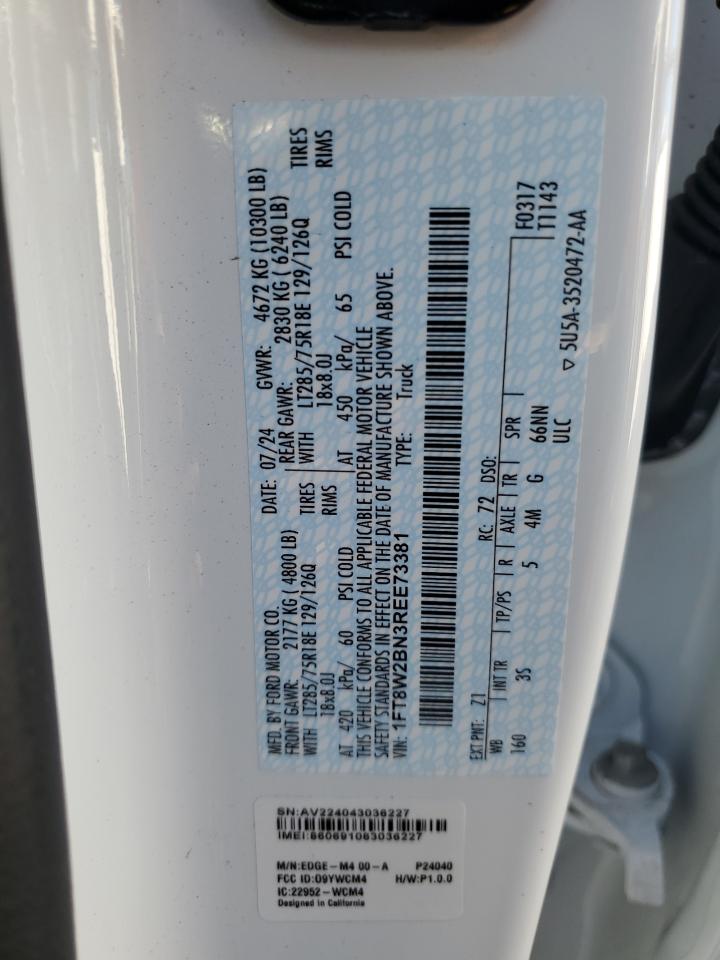 MFD. BY FORD MOTOR CO.
DATE: 07/24 GVWR: 4672 KG (10300 LB)
FRONT GAWR: 2177 KG ( 4800 LB) REAR GAWR: 2830 KG ( 6240 LB)
WITH LT285/75R18E 129/126Q TIRES WITH LT285/75R18E 129/126Q TIRES
18x8.0J RIMS 18x8.0J RIMS
AT 420 kPa/ 60 PSI COLD AT 450 kPa/ 65 PSI COLD
THIS VEHICLE CONFORMS TO ALL APPLICABLE FEDERAL MOTOR VEHICLE
SAFETY STANDARDS IN EFFECT ON THE DATE OF MANUFACTURE SHOWN ABOVE.
VIN: 1FT8W2BN3REE73381 TYPE: Truck
EXT PNT: Z1 RC: 72 DSO: F0317
WB INT TR TP/PS R AXLE TR SPR T1143
160 3S 5 4M G 66NN
ULC
▽ 5U5A-3520472-AA
SN:AV224043036227
IMEI:860691063036227
M/N:EDGE-M4 00-A P24040
FCC ID:O9YWCM4 H/W:P1.0.0
IC:22952-WCM4
Designed in California